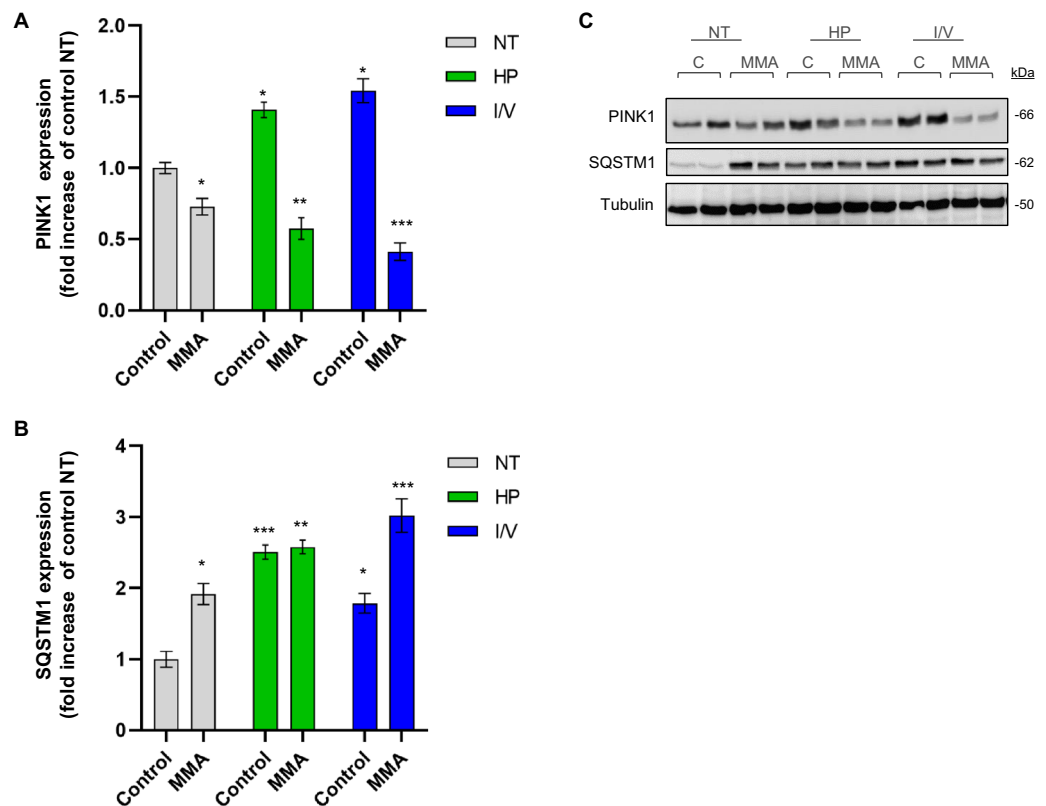 A
PINK1 expression
(fold increase of control NT)
2.0
1.5
1.0
0.5
0.0
*
*
*
**
*
***
Control
MMA
Control
MMA
Control
MMA
NT
HP
I/V
C
NT HP I/V
C MMA C MMA C MMA
kDa
PINK1 -66
SQSTM1 -62
Tubulin -50
B
SQSTM1 expression
(fold increase of control NT)
4
3
2
1
0
*
***
**
*
***
Control
MMA
Control
MMA
Control
MMA
NT
HP
I/V